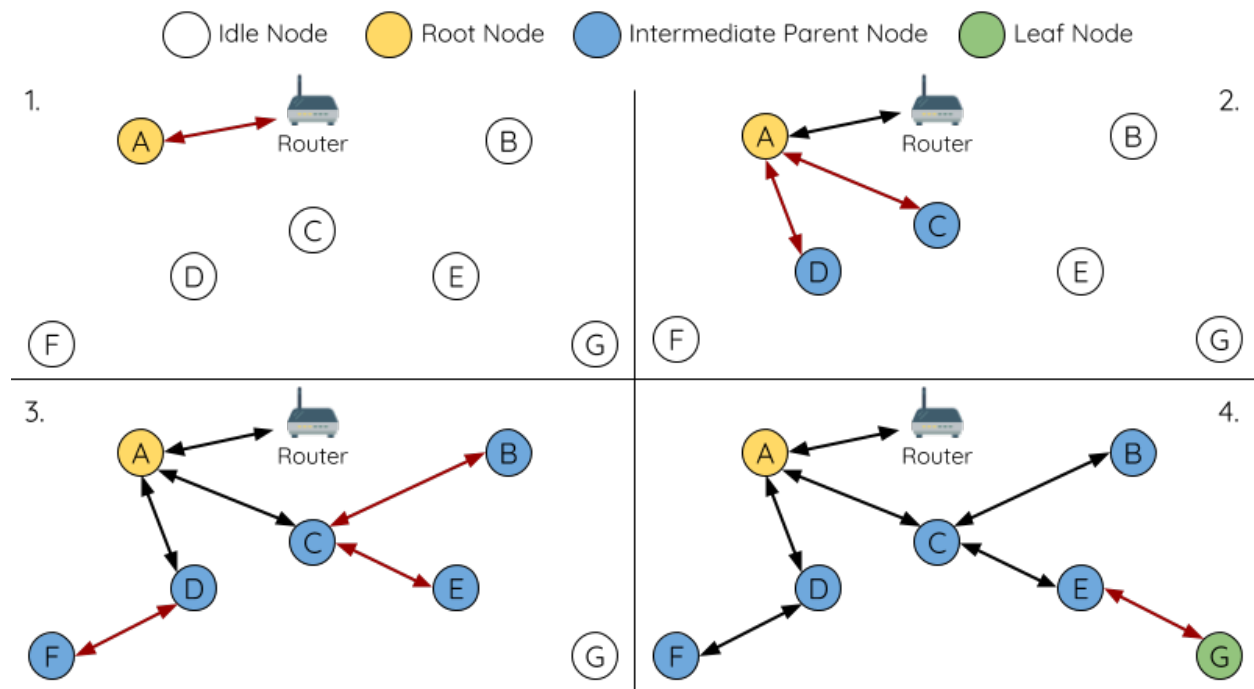 Idle Node Root Node Intermediate Parent Node Leaf Node
1.
A
Router
B
C
D
E
F
G
2.
A
Router
B
C
D
E
F
G
3.
A
Router
B
C
D
E
F
G
4.
A
Router
B
C
D
E
F
G